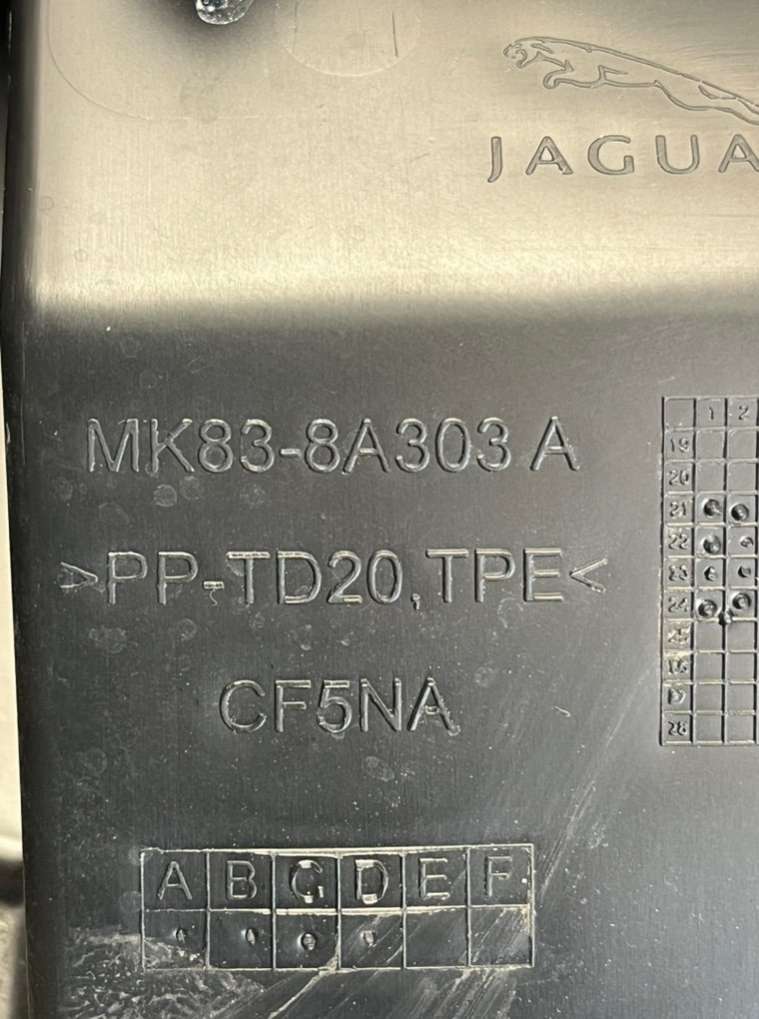 JAGUA
MK83-8A303 A
>PP-TD20,TPE<
CF5NA
1 2
19
20
21
22
23
24
25
26
27
28
A B C D E F